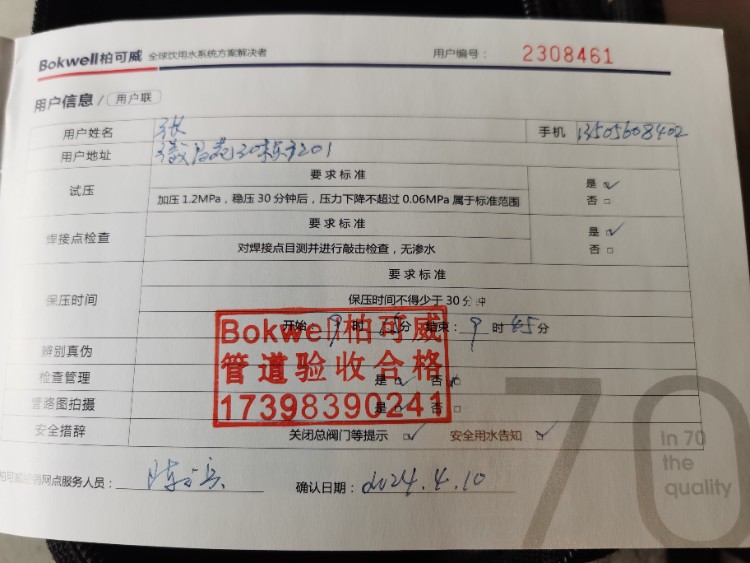 Bokwell柏可威 全球饮用水系统方案解决者 用户编号： 2308461
用户信息 / 用户联
用户姓名 张 手机 13505608402
用户地址 30栋 201
试压 要求标准
加压1.2MPa，稳压30分钟后，压力下降不超过0.06MPa属于标准范围 是 否
焊接点检查 要求标准
对焊接点目测并进行敲击检查，无渗水 是 否
保压时间 要求标准
保压时间不得少于30分钟
开始 9 时 分 结束： 9 时 45 分
辨别真伪
检查管理 是 否
管路图拍摄 是 否
安全措辞 关闭总阀门等提示 安全用水告知
Bokwell柏可威
管道验收合格
17398390241
柏可威经销网点服务人员： 陈 兵 确认日期： 2024.4.10
70
In 70
the
quality